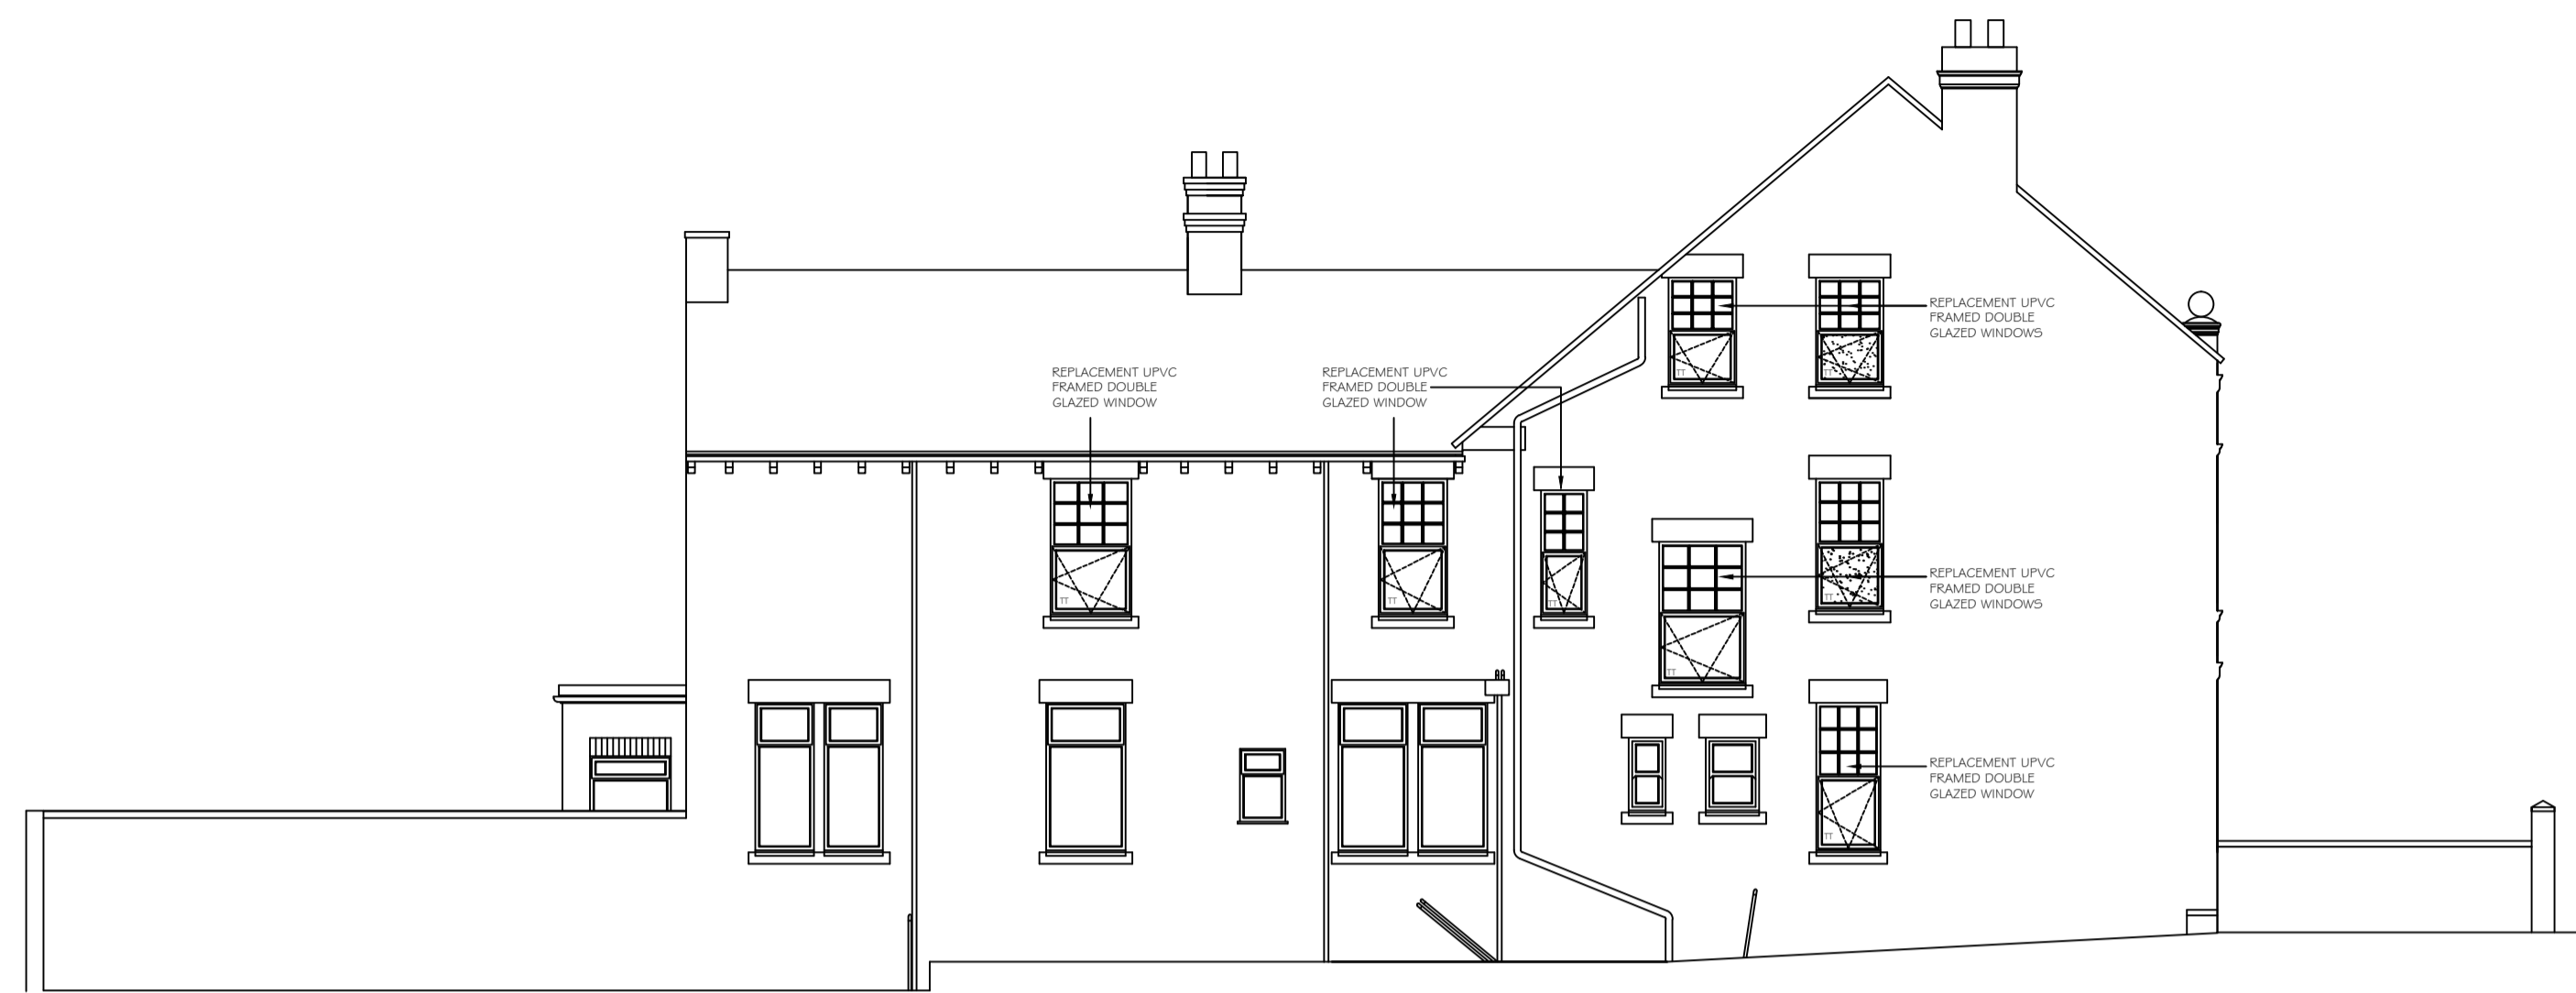 REPLACEMENT UPVC
FRAMED DOUBLE
GLAZED WINDOWS
REPLACEMENT UPVC
FRAMED DOUBLE
GLAZED WINDOW
REPLACEMENT UPVC
FRAMED DOUBLE
GLAZED WINDOW
TT
TT
REPLACEMENT UPVC
FRAMED DOUBLE
GLAZED WINDOWS
TT
TT
TT
TT
TT
REPLACEMENT UPVC
FRAMED DOUBLE
GLAZED WINDOW
TT